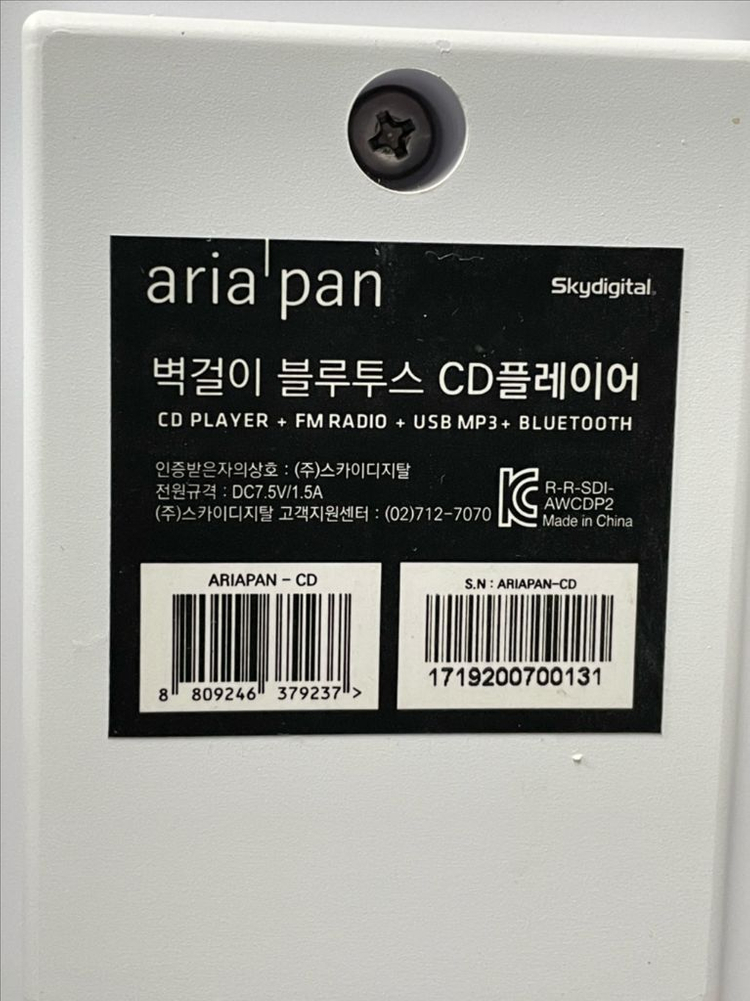 aria pan
Skydigital
벽걸이 블루투스 CD플레이어
CD PLAYER + FM RADIO + USB MP3 + BLUETOOTH
인증받은자의상호 : (주)스카이디지탈
전원규격 : DC7.5V/1.5A
(주)스카이디지탈 고객지원센터 : (02)712-7070
R-R-SDI-
AWCDP2
Made in China
ARIAPAN - CD
8 809246 379237 >
S.N : ARIAPAN-CD
1719200700131